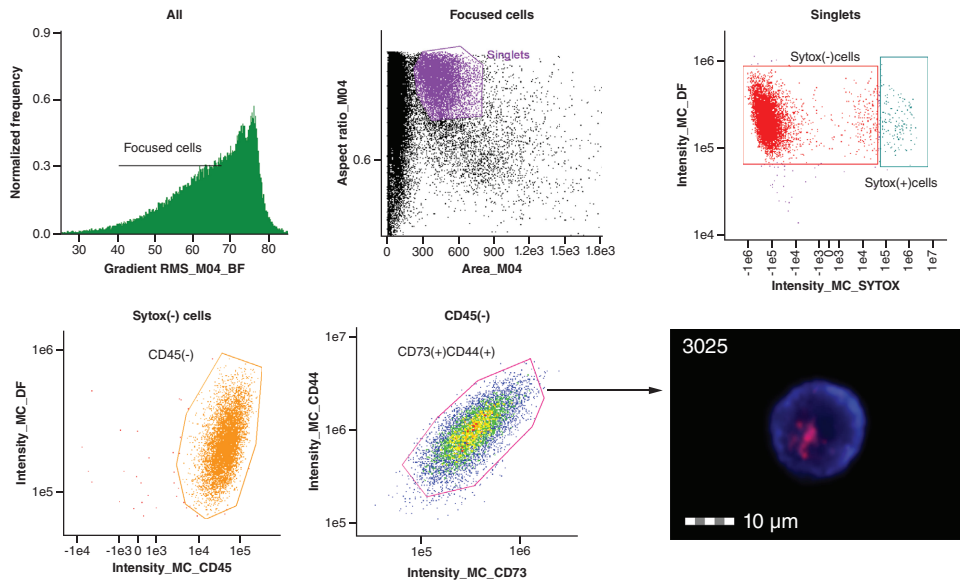 All
Normalized frequency
0.9
0.6
0.3
0.0
Focused cells
30 40 50 60 70 80
Gradient RMS_M04_BF
Focused cells
Aspect ratio_M04
0.6
Singlets
0 300 600 900 1.2e3 1.5e3 1.8e3
Area_M04
Singlets
Intensity_MC_DF
1e6
1e5
1e4
Sytox(-)cells
Sytox(+)cells
-1e6 -1e5 -1e4 -1e3 0 1e3 1e4 1e5 1e6 1e7
Intensity_MC_SYTOX
Sytox(-) cells
Intensity_MC_DF
1e6
1e5
CD45(-)
-1e4 -1e3 0 1e3 1e4 1e5
Intensity_MC_CD45
CD45(-)
Intensity_MC_CD44
1e7
1e6
1e6
1e5
CD73(+)CD44(+)
1e5 1e6
Intensity_MC_CD73
3025
10 μm